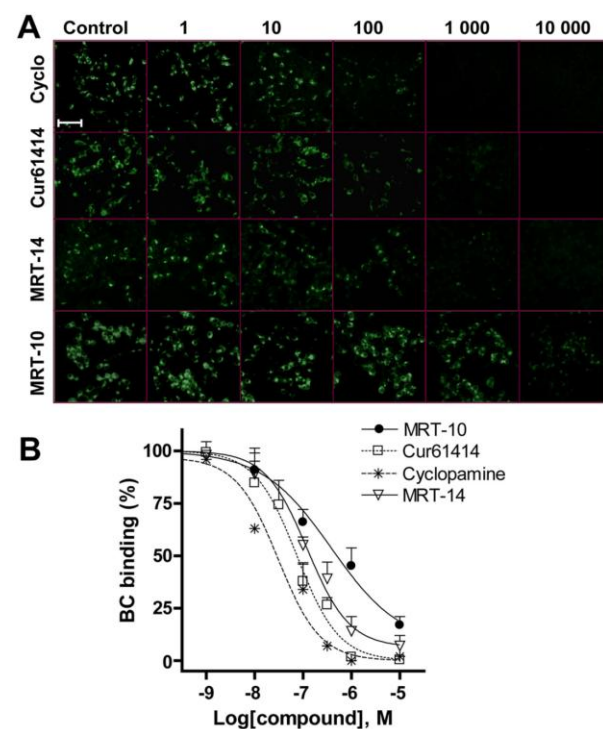 A
Control 1 10 100 1 000 10 000
Cyclo
Cur61414
MRT-14
MRT-10
B
MRT-10
Cur61414
Cyclopamine
MRT-14
BC binding (%)
100
75
50
25
0
-9 -8 -7 -6 -5
Log[compound], M